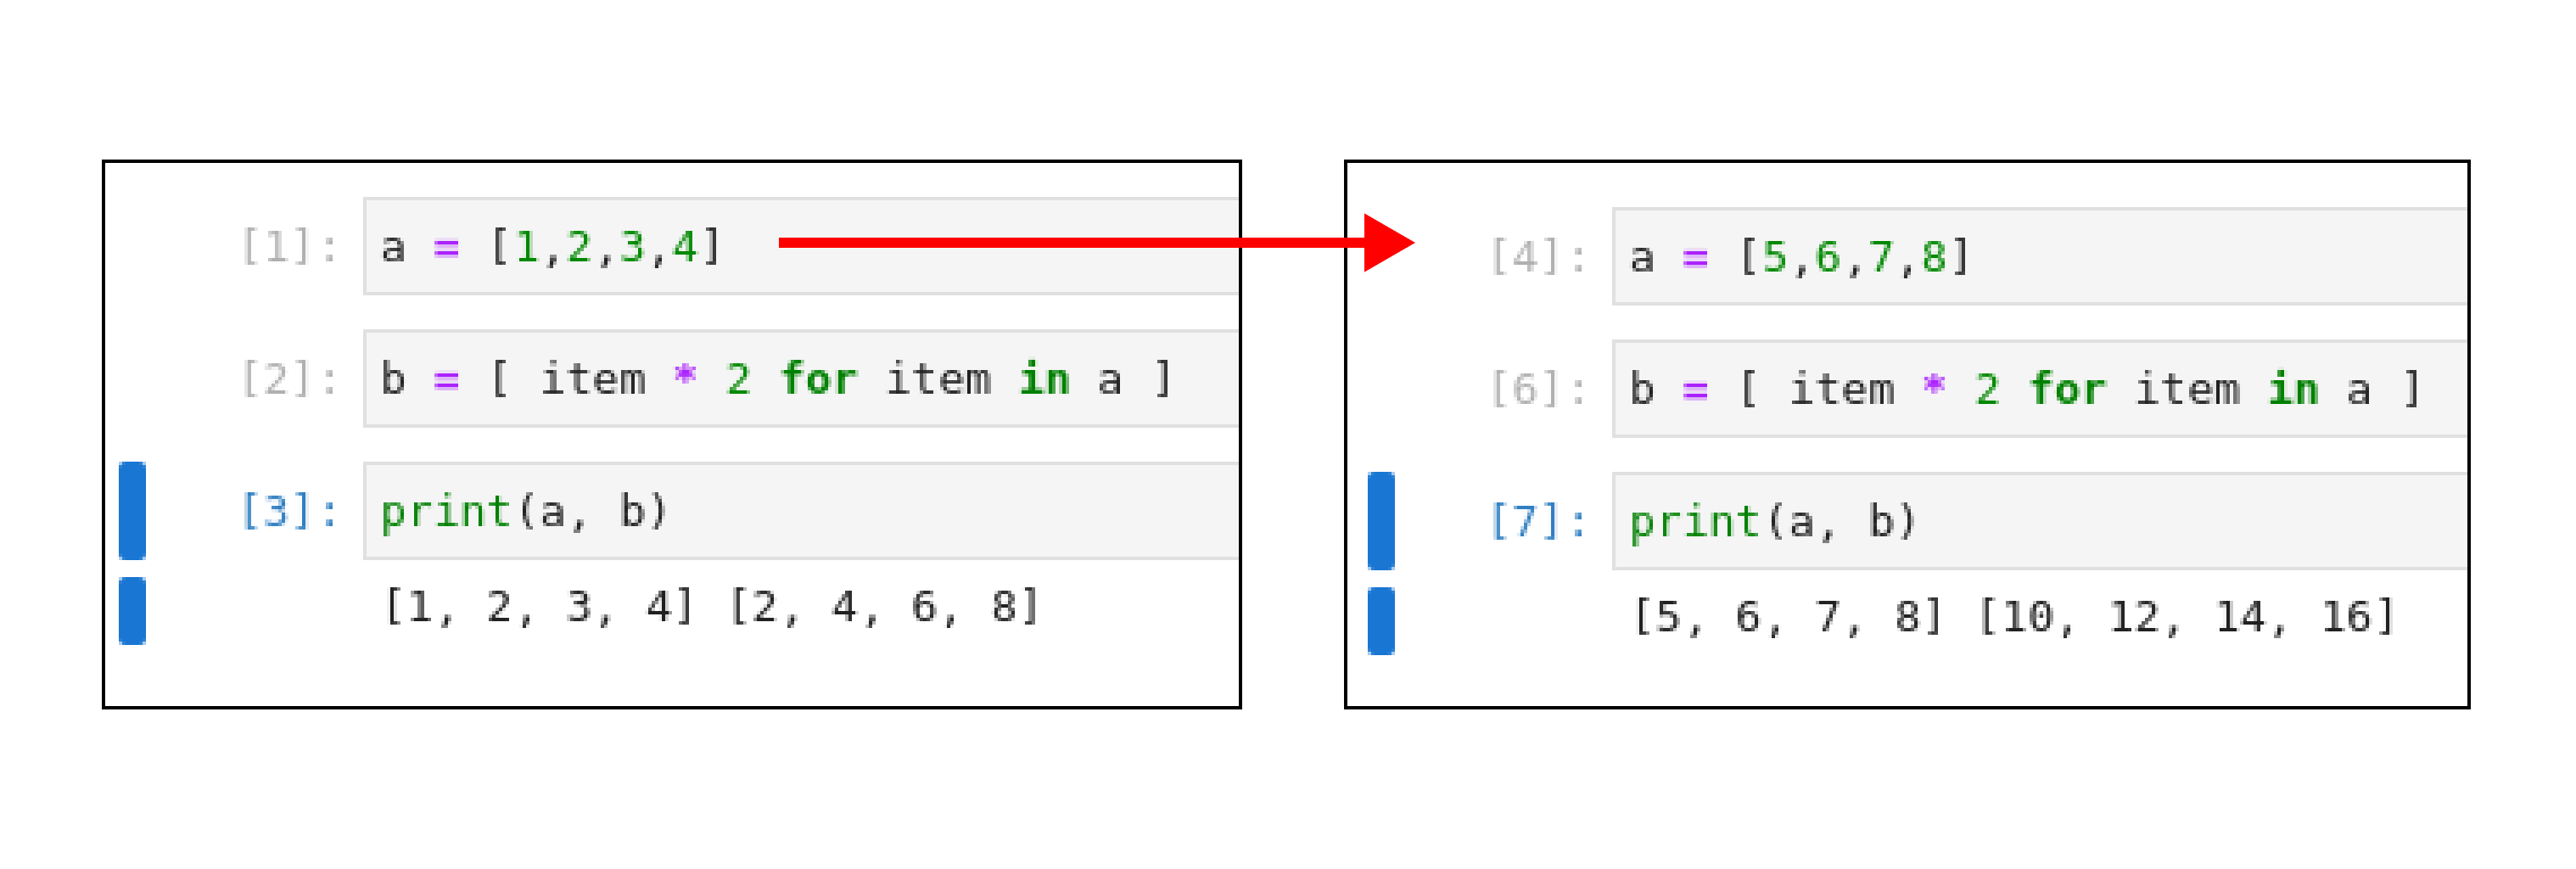 [1]: a = [1,2,3,4]
[2]: b = [ item * 2 for item in a ]
[3]: print(a, b)
[1, 2, 3, 4] [2, 4, 6, 8]
[4]: a = [5,6,7,8]
[6]: b = [ item * 2 for item in a ]
[7]: print(a, b)
[5, 6, 7, 8] [10, 12, 14, 16]